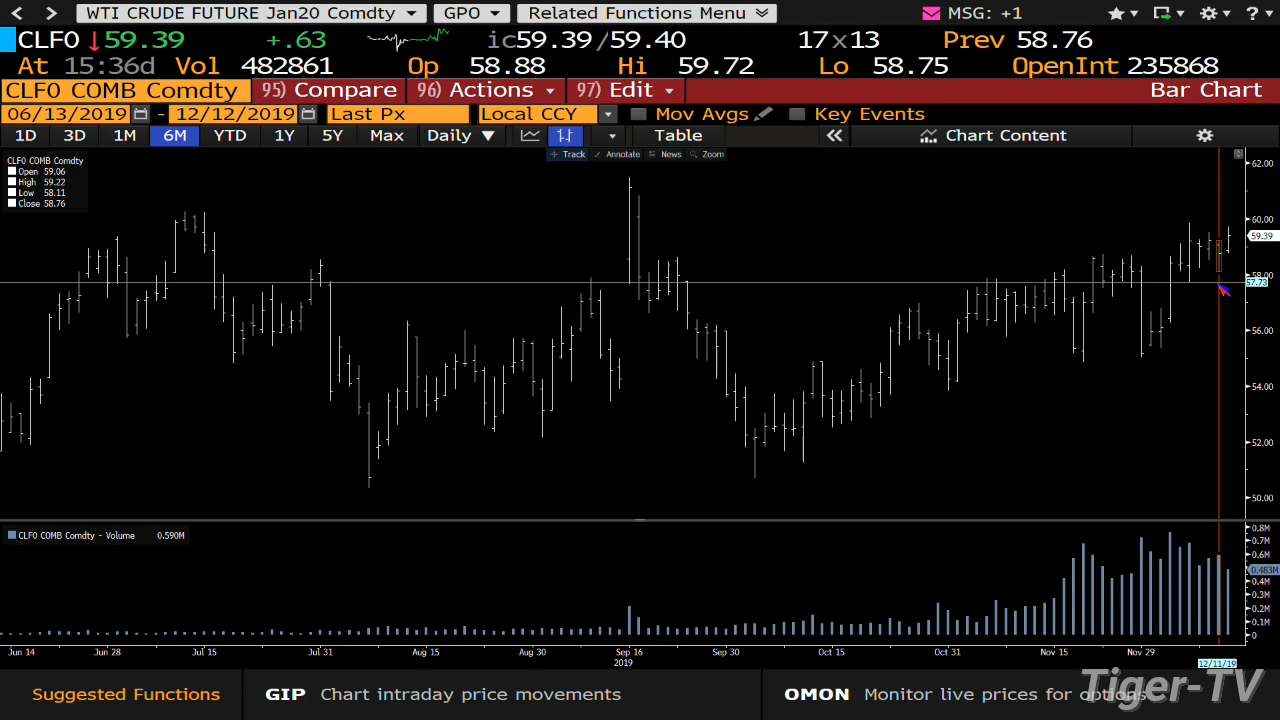 WTI CRUDE FUTURE Jan20 Comdty GPO Related Functions Menu MSG: +1 ?
CLF0 ↓59.39 +.63 ic59.39/59.40 17x13 Prev 58.76
At 15:36d Vol 482861 Op 58.88 Hi 59.72 Lo 58.75 OpenInt 235868
CLF0 COMB Comdty 95) Compare 96) Actions 97) Edit Bar Chart
06/13/2019 - 12/12/2019 Last Px Local CCY Mov Avgs Key Events
1D 3D 1M 6M YTD 1Y 5Y Max Daily ▼ Table « Chart Content
Track Annotate News Zoom
CLF0 COMB Comdty
Open 59.06
High 59.22
Low 58.11
Close 58.76
62.00
60.00
59.39
58.00
57.73
56.00
54.00
52.00
50.00
CLF0 COMB Comdty - Volume 0.590M
0.8M
0.7M
0.6M
0.483M
0.4M
0.3M
0.2M
0.1M
0
Jun 14 Jun 28 Jul 15 Jul 31 Aug 15 Aug 30 Sep 16 Sep 30 Oct 15 Oct 31 Nov 15 Nov 29
2019 12/11/19
Suggested Functions GIP Chart intraday price movements OMON Monitor live prices for options
Tiger-TV